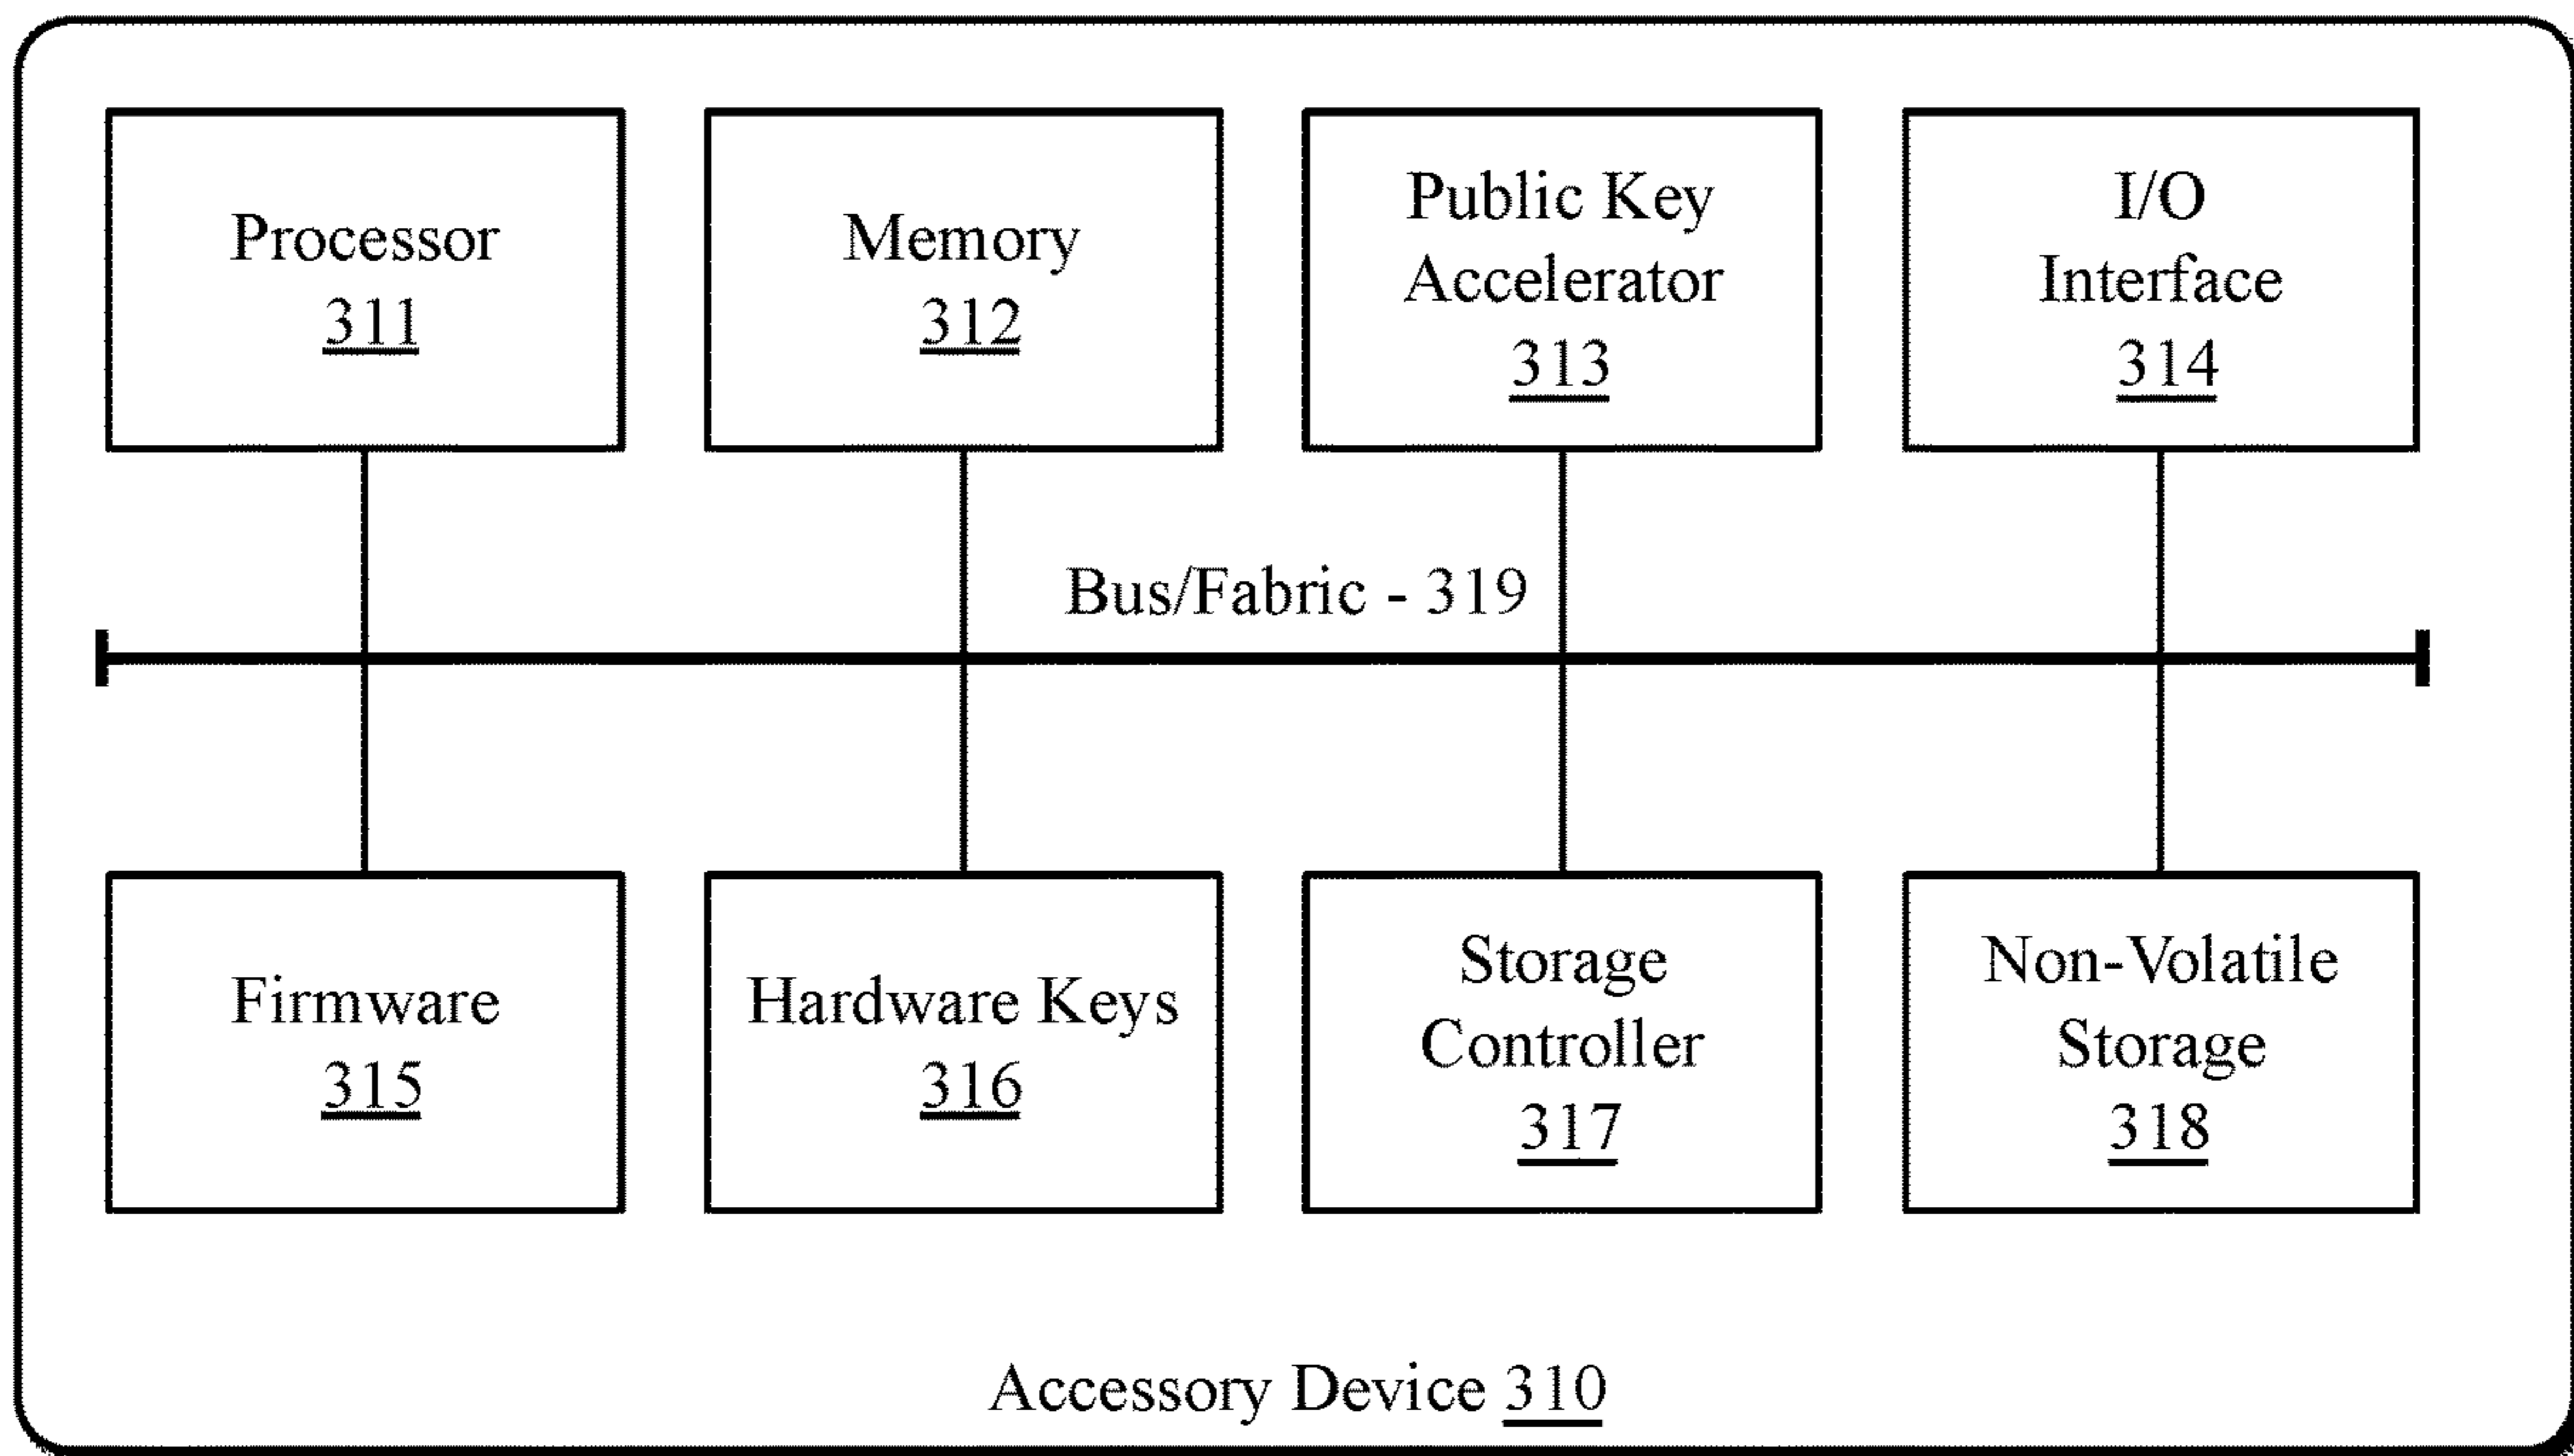 Processor
311
Memory
312
Public Key
Accelerator
313
I/O
Interface
314
Bus/Fabric - 319
Firmware
315
Hardware Keys
316
Storage
Controller
317
Non-Volatile
Storage
318
Accessory Device 310